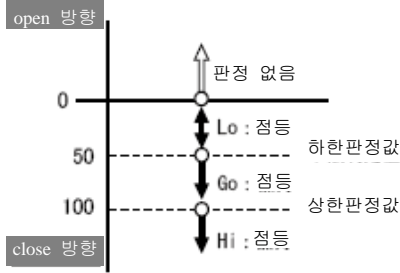 open 방향
판정 없음
0
Lo : 점등
50
하한판정값
Go : 점등
100
상한판정값
close 방향
Hi : 점등